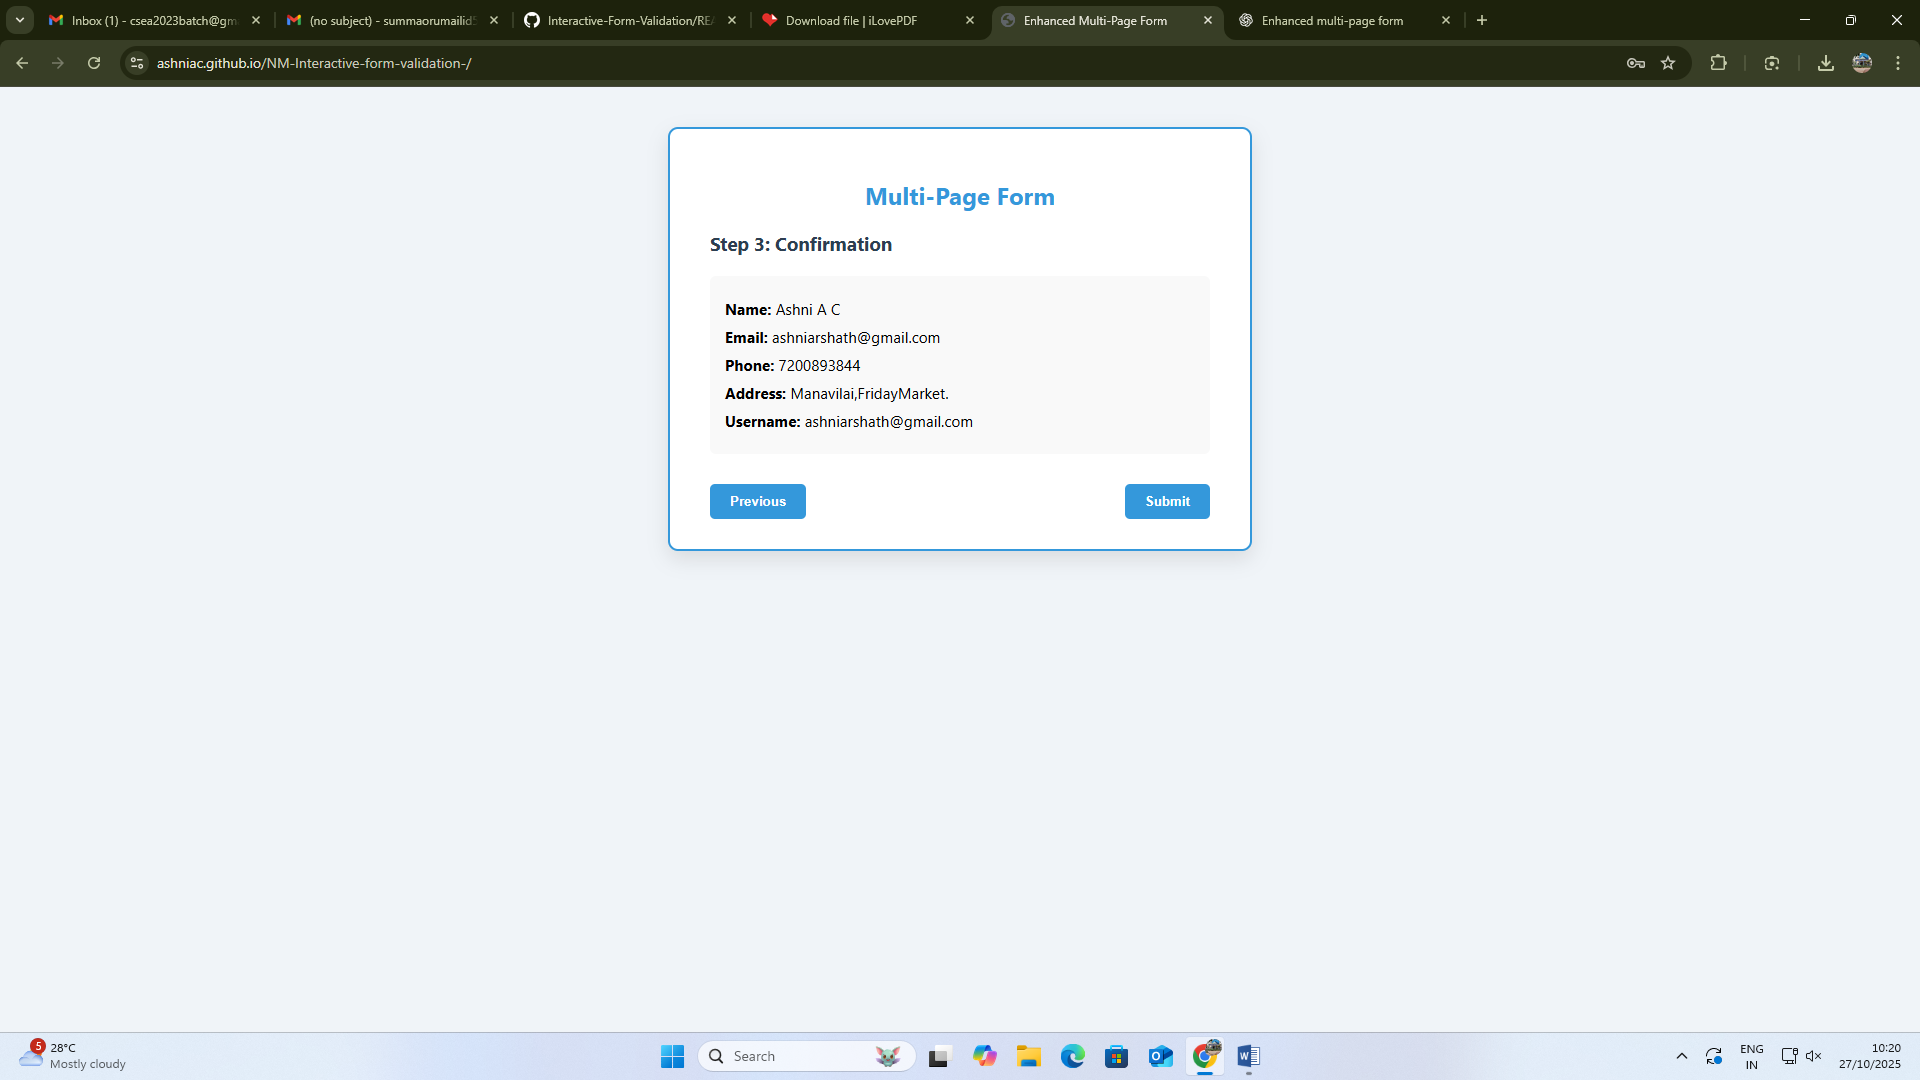 Inbox (1) - csea2023batch@gm
(no subject) - summaorumailid
Interactive-Form-Validation/REA
Download file | iLovePDF
Enhanced Multi-Page Form
Enhanced multi-page form
ashniac.github.io/NM-Interactive-form-validation-/
Multi-Page Form
Step 3: Confirmation
Name: Ashni A C
Email: ashniarshath@gmail.com
Phone: 7200893844
Address: Manavilai,FridayMarket.
Username: ashniarshath@gmail.com
Previous
Submit
5
28°C
Mostly cloudy
Search
ENG
IN
10:20
27/10/2025